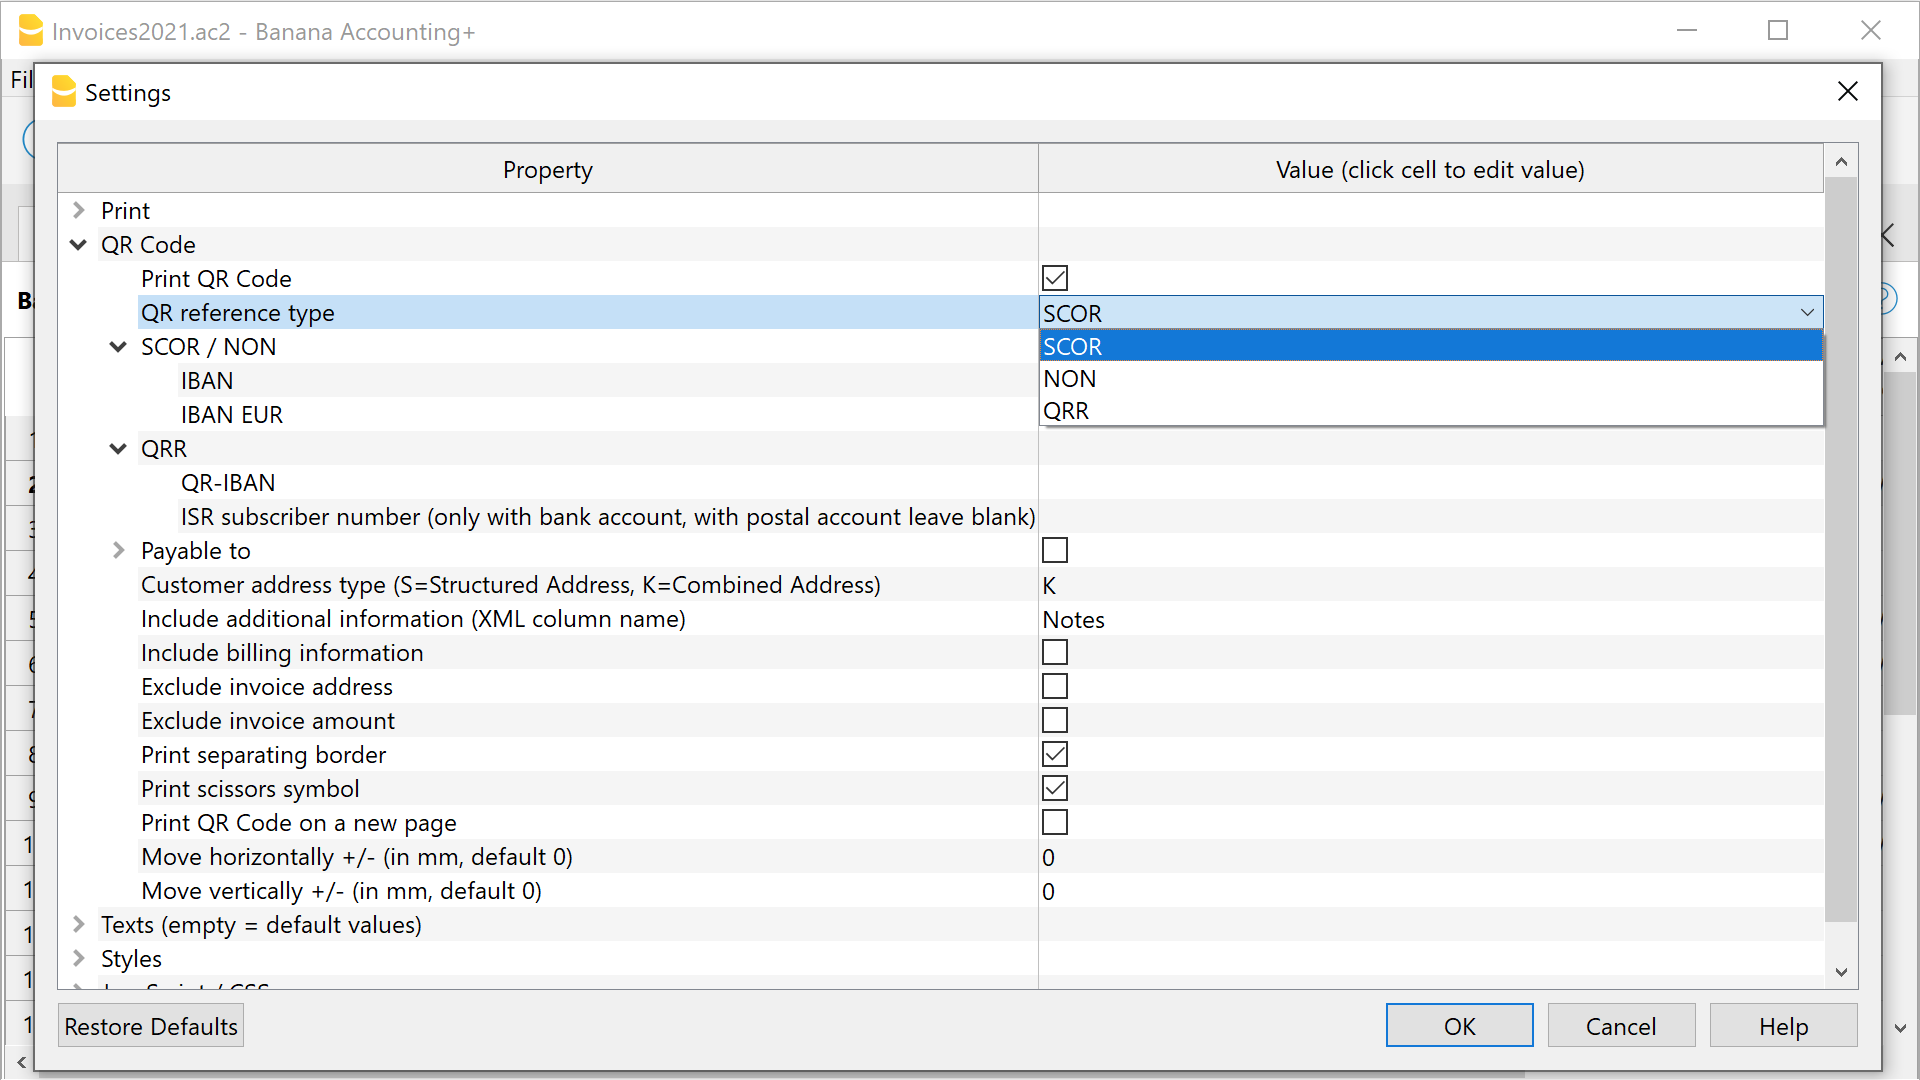 Invoices2021.ac2 - Banana Accounting+
Fil
Settings
Property
Value (click cell to edit value)
Print
QR Code
Print QR Code
QR reference type
SCOR
SCOR / NON
SCOR
IBAN
NON
IBAN EUR
QRR
QRR
QR-IBAN
ISR subscriber number (only with bank account, with postal account leave blank)
Payable to
Customer address type (S=Structured Address, K=Combined Address)
K
Include additional information (XML column name)
Notes
Include billing information
Exclude invoice address
Exclude invoice amount
Print separating border
Print scissors symbol
Print QR Code on a new page
Move horizontally +/- (in mm, default 0)
0
Move vertically +/- (in mm, default 0)
0
Texts (empty = default values)
Styles
Restore Defaults
OK
Cancel
Help